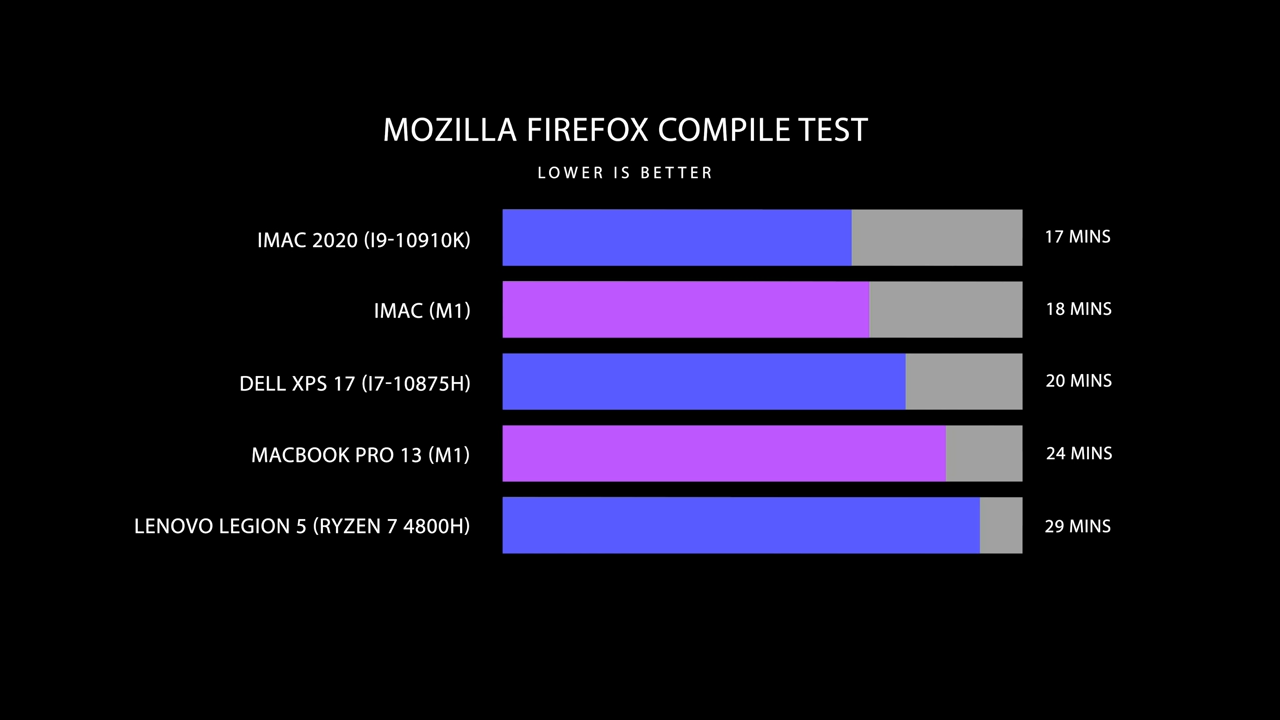 MOZILLA FIREFOX COMPILE TEST
LOWER IS BETTER
IMAC 2020 (I9-10910K) 17 MINS
IMAC (M1) 18 MINS
DELL XPS 17 (I7-10875H) 20 MINS
MACBOOK PRO 13 (M1) 24 MINS
LENOVO LEGION 5 (RYZEN 7 4800H) 29 MINS